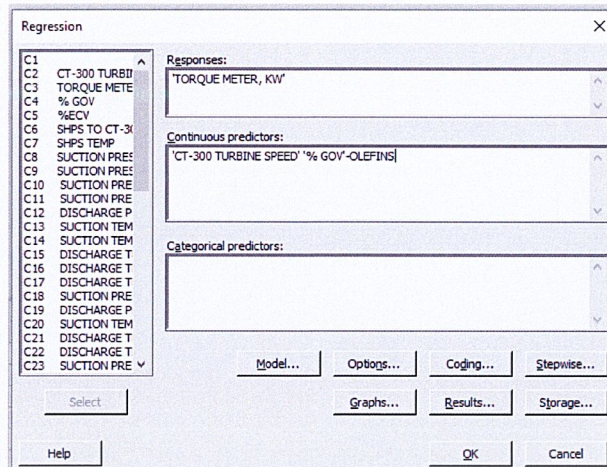 Regression
C1
C2 CT-300 TURBI
C3 TORQUE METE
C4 % GOV
C5 %ECV
C6 SHPS TO CT-3
C7 SHPS TEMP
C8 SUCTION PRES
C9 SUCTION PRES
C10 SUCTION PRE
C11 SUCTION PRE
C12 DISCHARGE P
C13 SUCTION TEM
C14 SUCTION TEM
C15 DISCHARGE T
C16 DISCHARGE T
C17 DISCHARGE T
C18 SUCTION PRE
C19 DISCHARGE P
C20 SUCTION TEM
C21 DISCHARGE T
C22 DISCHARGE T
C23 SUCTION PRE
Select
Help
Responses:
'TORQUE METER, KW'
Continuous predictors:
'CT-300 TURBINE SPEED' '% GOV'-OLEFINS
Categorical predictors:
Model... Options... Coding... Stepwise...
Graphs... Results... Storage...
OK Cancel